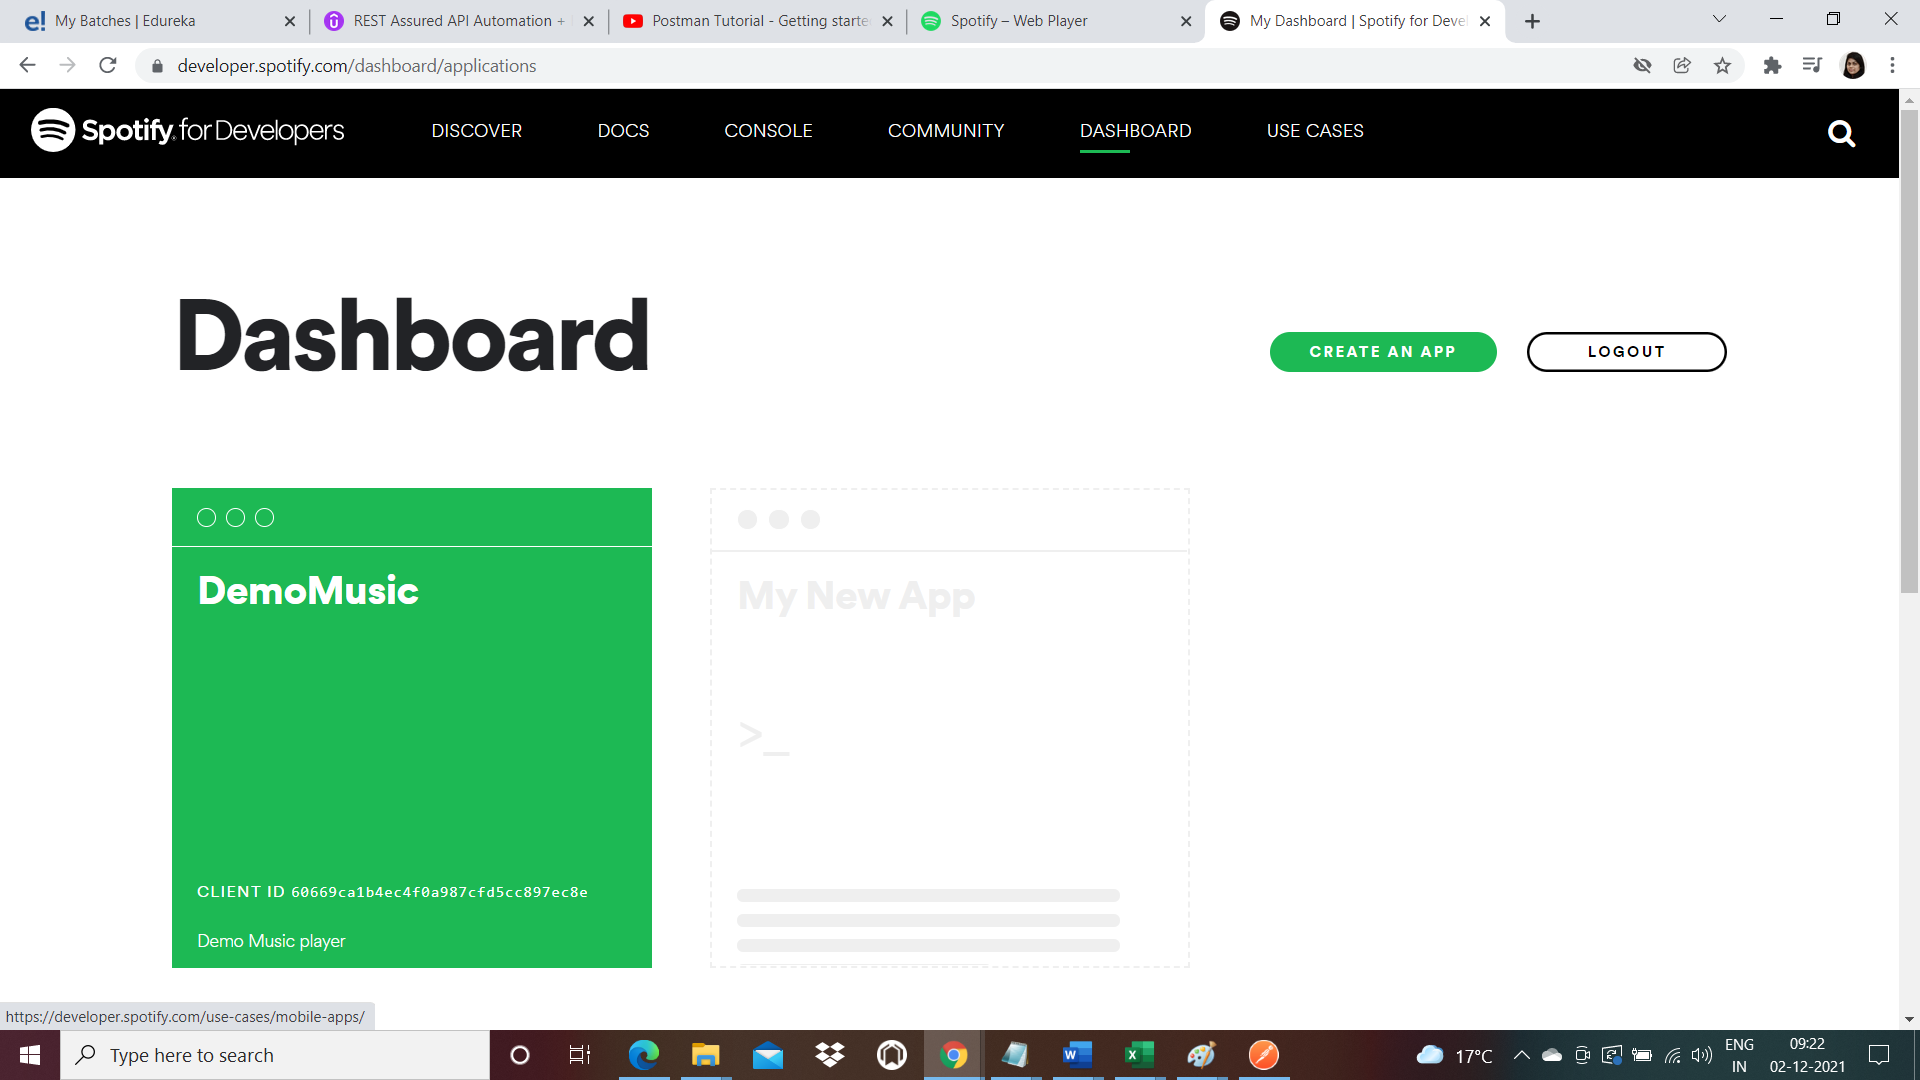 e! My Batches | Edureka
REST Assured API Automation +
Postman Tutorial - Getting starte
Spotify – Web Player
My Dashboard | Spotify for Devel
developer.spotify.com/dashboard/applications
Spotify for Developers
DISCOVER
DOCS
CONSOLE
COMMUNITY
DASHBOARD
USE CASES
Dashboard
CREATE AN APP
LOGOUT
DemoMusic
My New App
>_
CLIENT ID 60669ca1b4ec4f0a987cfd5cc897ec8e
Demo Music player
https://developer.spotify.com/use-cases/mobile-apps/
Type here to search
17°C
ENG
IN
09:22
02-12-2021